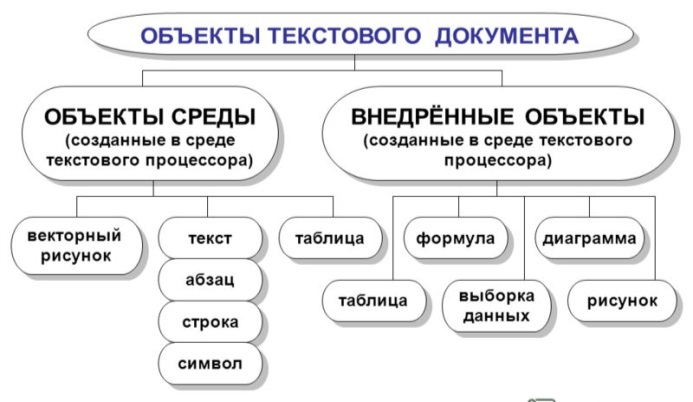 ОБЪЕКТЫ ТЕКСТОВОГО ДОКУМЕНТА
ОБЪЕКТЫ СРЕДЫ
(созданные в среде
текстового процессора)
ВНЕДРЁННЫЕ ОБЪЕКТЫ
(созданные в среде текстового
процессора)
векторный
рисунок
текст
абзац
строка
символ
таблица
формула
диаграмма
таблица
выборка
данных
рисунок